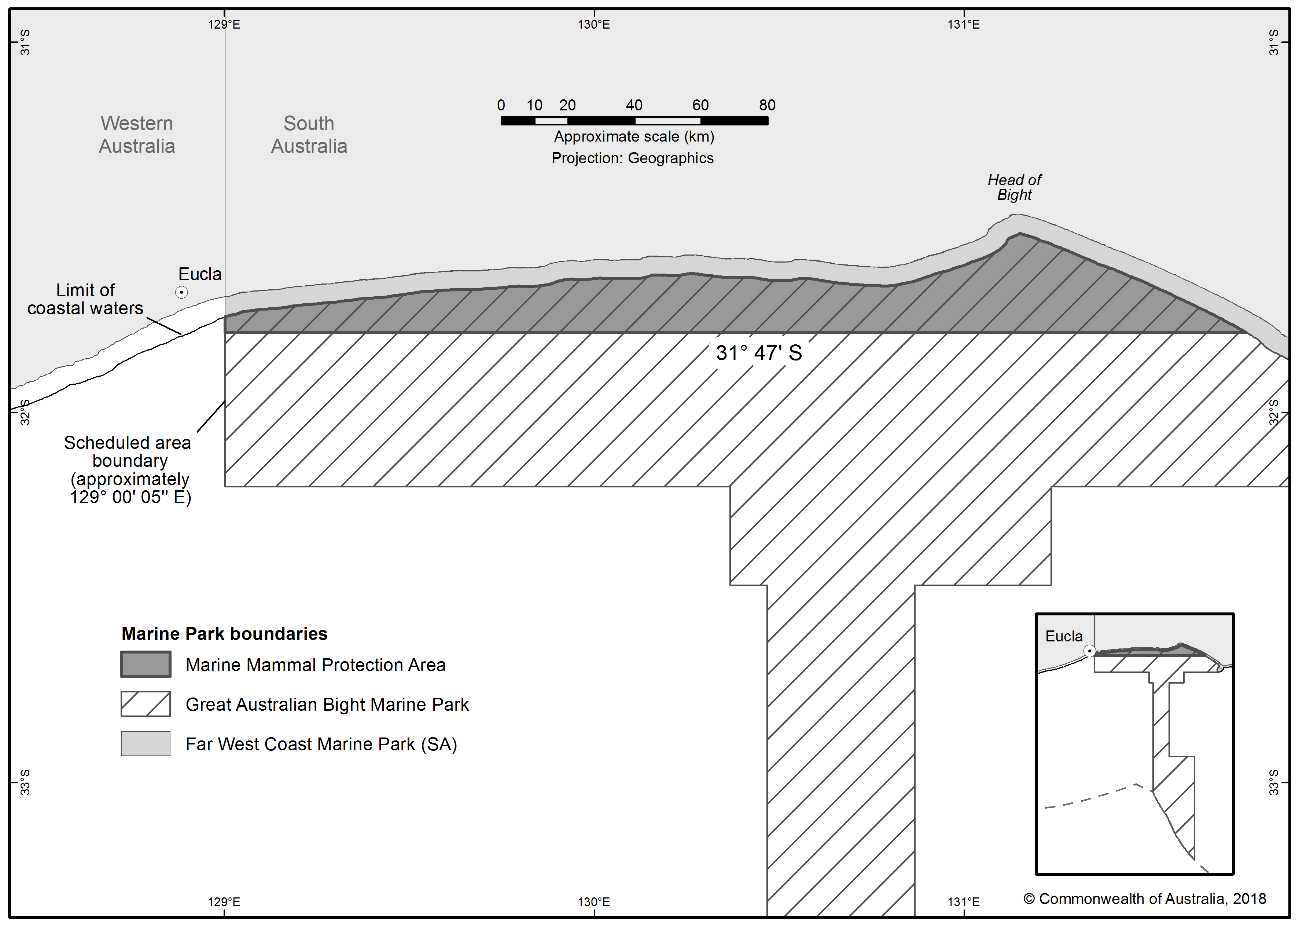 129°E
130°E
131°E
31°S
31°S
Western
Australia
South
Australia
0 10 20 40 60 80
Approximate scale (km)
Projection: Geographics
Head of
Bight
Eucla
Limit of
coastal waters
31° 47' S
32°S
32°S
Scheduled area
boundary
(approximately
129° 00' 05" E)
Marine Park boundaries
Marine Mammal Protection Area
Great Australian Bight Marine Park
Far West Coast Marine Park (SA)
Eucla
33°S
33°S
129°E
130°E
131°E
© Commonwealth of Australia, 2018